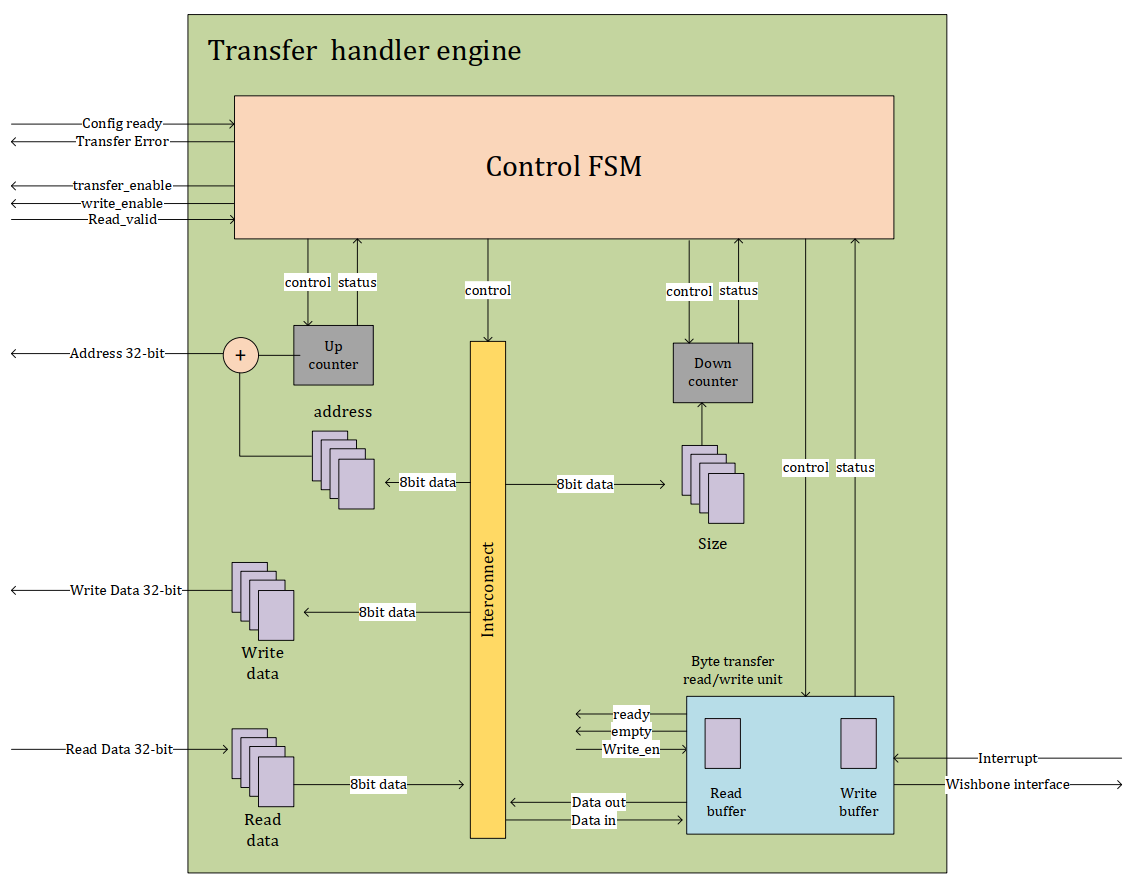 Transfer handler engine
Config ready
Transfer Error
Control FSM
transfer_enable
write_enable
Read_valid
control
status
control
control
status
Address 32-bit
+
Up
counter
Down
counter
address
8bit data
8bit data
control
status
Size
Interconnect
Write Data 32-bit
8bit data
Write
data
Byte transfer
read/write unit
ready
empty
Write_en
Read Data 32-bit
8bit data
Read
buffer
Write
buffer
Interrupt
Wishbone interface
Data out
Data in
Read
data